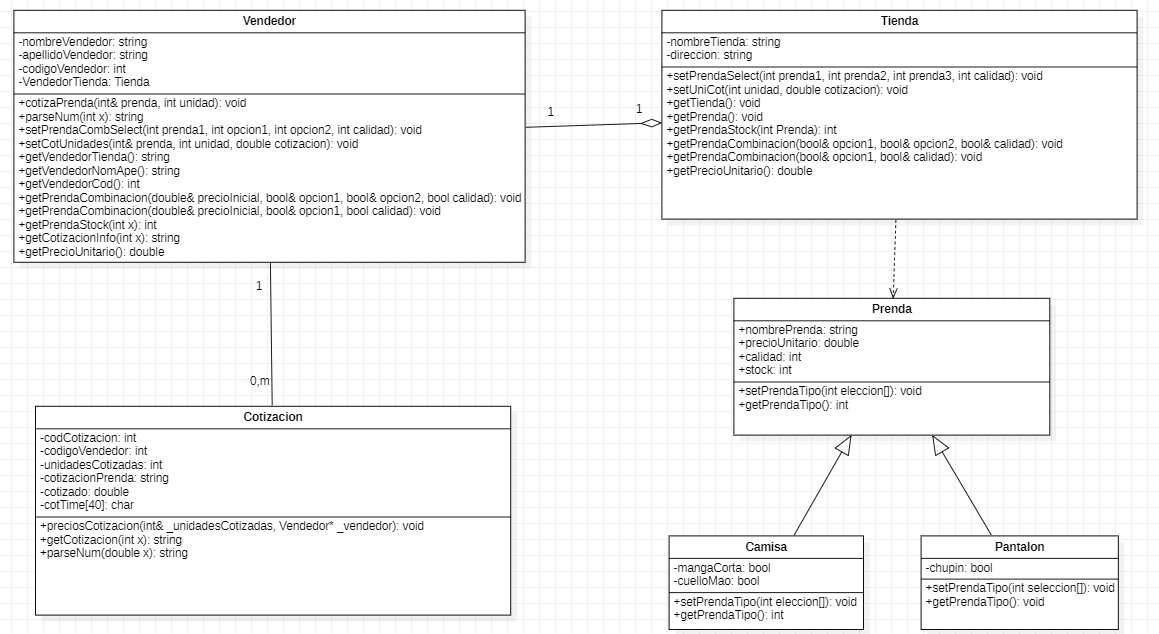 Vendedor
-nombreVendedor: string
-apellidoVendedor: string
-codigoVendedor: int
-VendedorTienda: Tienda
+cotizaPrenda(int& prenda, int unidad): void
+parseNum(int x): string
+setPrendaCombSelect(int prenda1, int opcion1, int opcion2, int calidad): void
+setCotUnidades(int& prenda, int unidad, double cotizacion): void
+getVendedorTienda(): string
+getVendedorNomApe(): string
+getVendedorCod(): int
+getPrendaCombinacion(double& precioInicial, bool& opcion1, bool& opcion2, bool calidad): void
+getPrendaCombinacion(double& precioInicial, bool& opcion1, bool calidad): void
+getPrendaStock(int x): int
+getCotizacionInfo(int x): string
+getPrecioUnitario(): double
1
1
Tienda
-nombreTienda: string
-direccion: string
+setPrendaSelect(int prenda1, int prenda2, int prenda3, int calidad): void
+setUniCot(int unidad, double cotizacion): void
+getTienda(): void
+getPrenda(): void
+getPrendaStock(int Prenda): int
+getPrendaCombinacion(bool& opcion1, bool& opcion2, bool& calidad): void
+getPrendaCombinacion(bool& opcion1, bool& calidad): void
+getPrecioUnitario(): double
1
0,m
Cotizacion
-codCotizacion: int
-codigoVendedor: int
-unidadesCotizadas: int
-cotizacionPrenda: string
-cotizado: double
-cotTime[40]: char
+preciosCotizacion(int& _unidadesCotizadas, Vendedor* _vendedor): void
+getCotizacion(int x): string
+parseNum(double x): string
Prenda
+nombrePrenda: string
+precioUnitario: double
+calidad: int
+stock: int
+setPrendaTipo(int eleccion[]): void
+getPrendaTipo(): int
Camisa
-mangaCorta: bool
-cuelloMao: bool
+setPrendaTipo(int eleccion[]): void
+getPrendaTipo(): int
Pantalon
-chupin: bool
+setPrendaTipo(int seleccion[]): void
+getPrendaTipo(): void